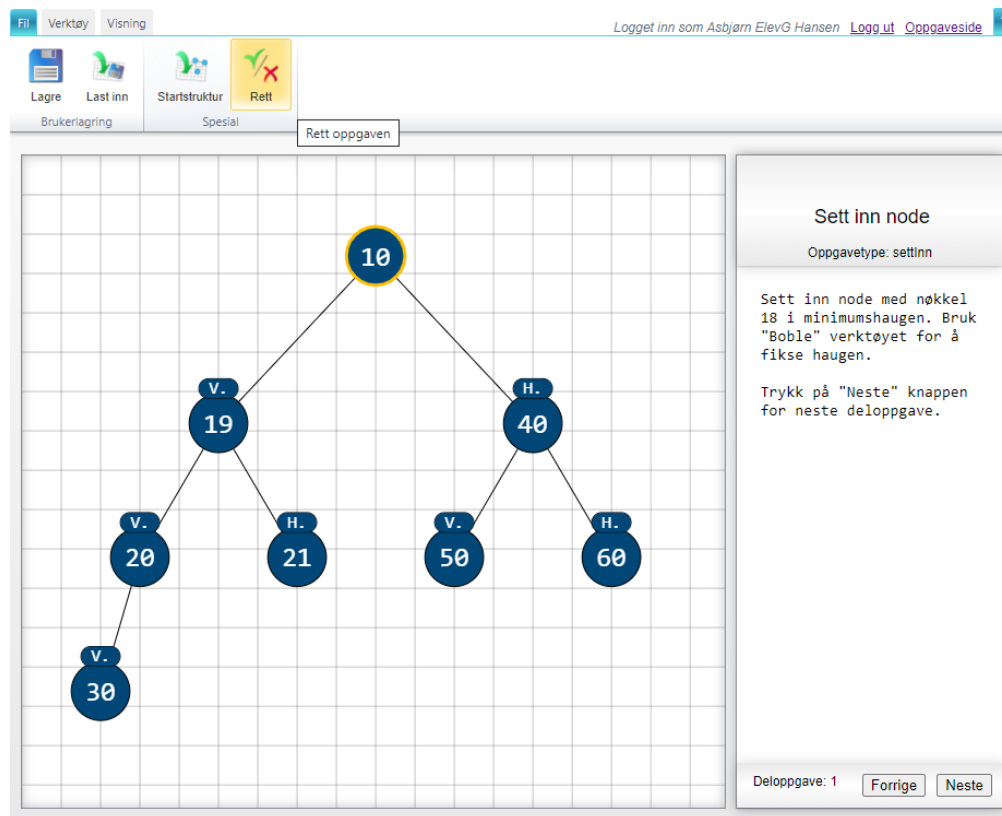 Fil Verktøy Visning
Logget inn som Asbjørn ElevG Hansen Logg ut Oppgaveside
Lagre Last inn Startstruktur Rett
Brukerlagring Spesial
Rett oppgaven
Sett inn node
Oppgavetype: settInn
Sett inn node med nøkkel
18 i minimumshaugen. Bruk
"Boble" verktøyet for å
fikse haugen.
Trykk på "Neste" knappen
for neste deloppgave.
10
V. H.
19 40
V. H. V. H.
20 21 50 60
V.
30
Deloppgave: 1 Forrige Neste